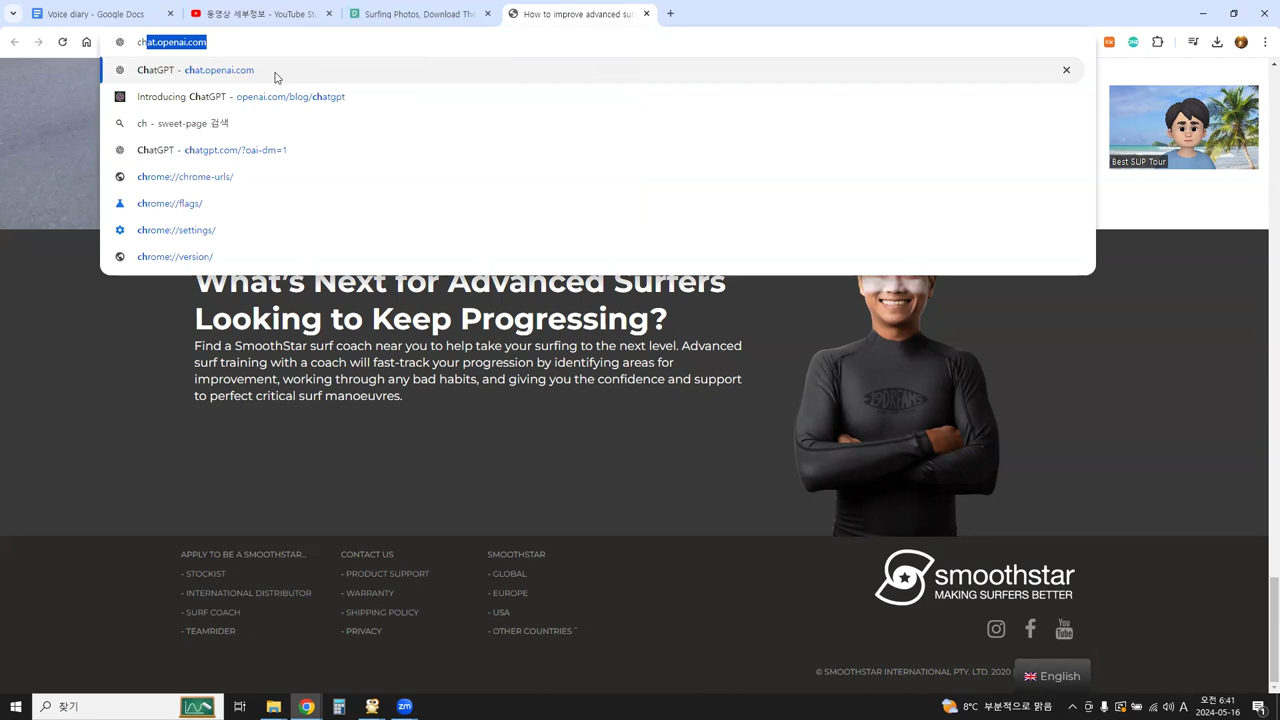 Voice diary - Google Docs
동영상 세부정보 - YouTube St
Surfing Photos, Download The
How to improve advanced sur
chat.openai.com
ChatGPT - chat.openai.com
Introducing ChatGPT - openai.com/blog/chatgpt
ch - sweet-page 검색
ChatGPT - chatgpt.com/?oai-dm=1
chrome://chrome-urls/
chrome://flags/
chrome://settings/
chrome://version/
Best SUP Tour
What's Next for Advanced Surfers
Looking to Keep Progressing?
Find a SmoothStar surf coach near you to help take your surfing to the next level. Advanced
surf training with a coach will fast-track your progression by identifying areas for
improvement, working through any bad habits, and giving you the confidence and support
to perfect critical surf manoeuvres.
19DREAMS
APPLY TO BE A SMOOTHSTAR...
- STOCKIST
- INTERNATIONAL DISTRIBUTOR
- SURF COACH
- TEAMRIDER
CONTACT US
- PRODUCT SUPPORT
- WARRANTY
- SHIPPING POLICY
- PRIVACY
SMOOTHSTAR
- GLOBAL
- EUROPE
- USA
- OTHER COUNTRIES ˇ
smoothstar
MAKING SURFERS BETTER
You
Tube
© SMOOTHSTAR INTERNATIONAL PTY. LTD. 2020
English
찾기
zm
8°C 부분적으로 맑음
A
오전 6:41
2024-05-16